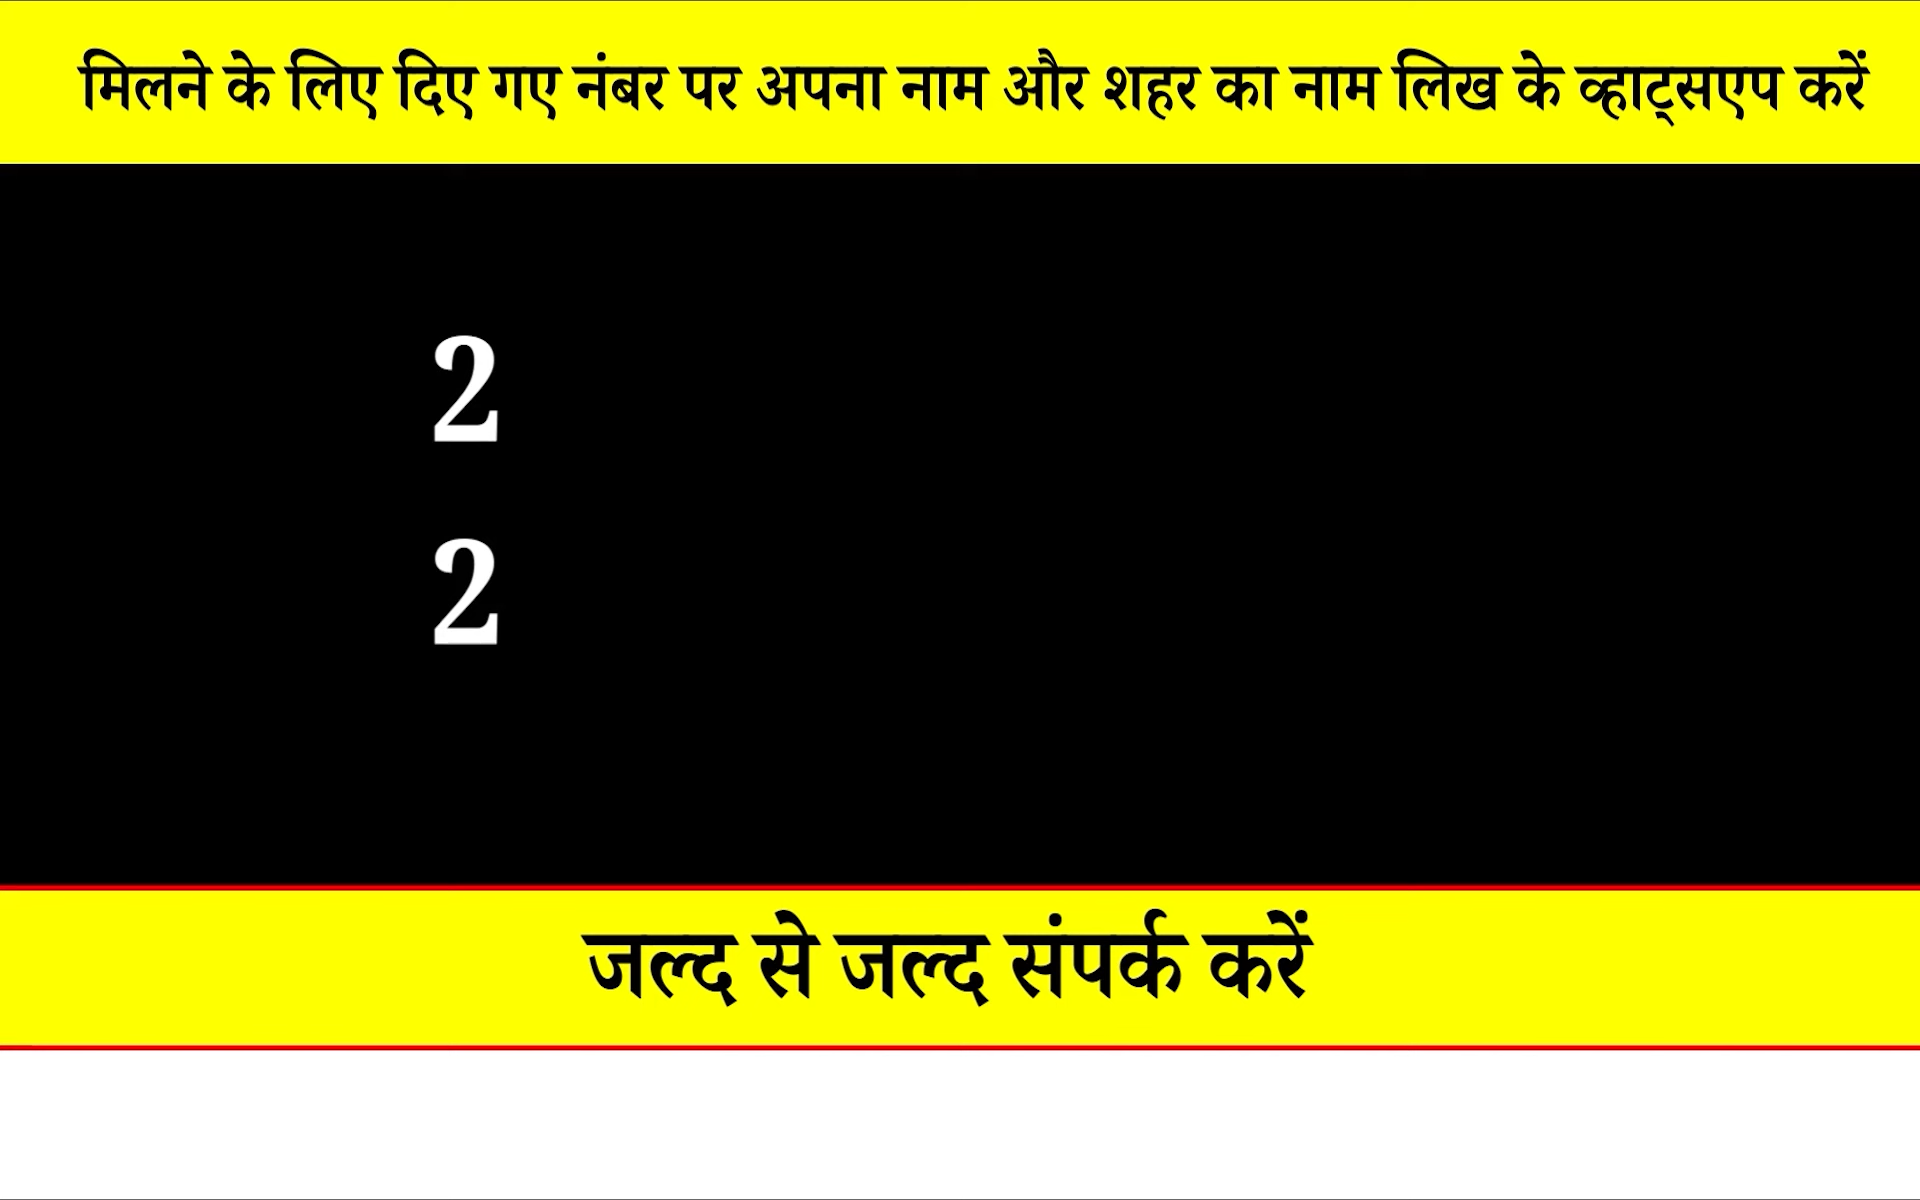 मिलने के लिए दिए गए नंबर पर अपना नाम और शहर का नाम लिख के व्हाट्सएप करें
2
2
जल्द से जल्द संपर्क करें